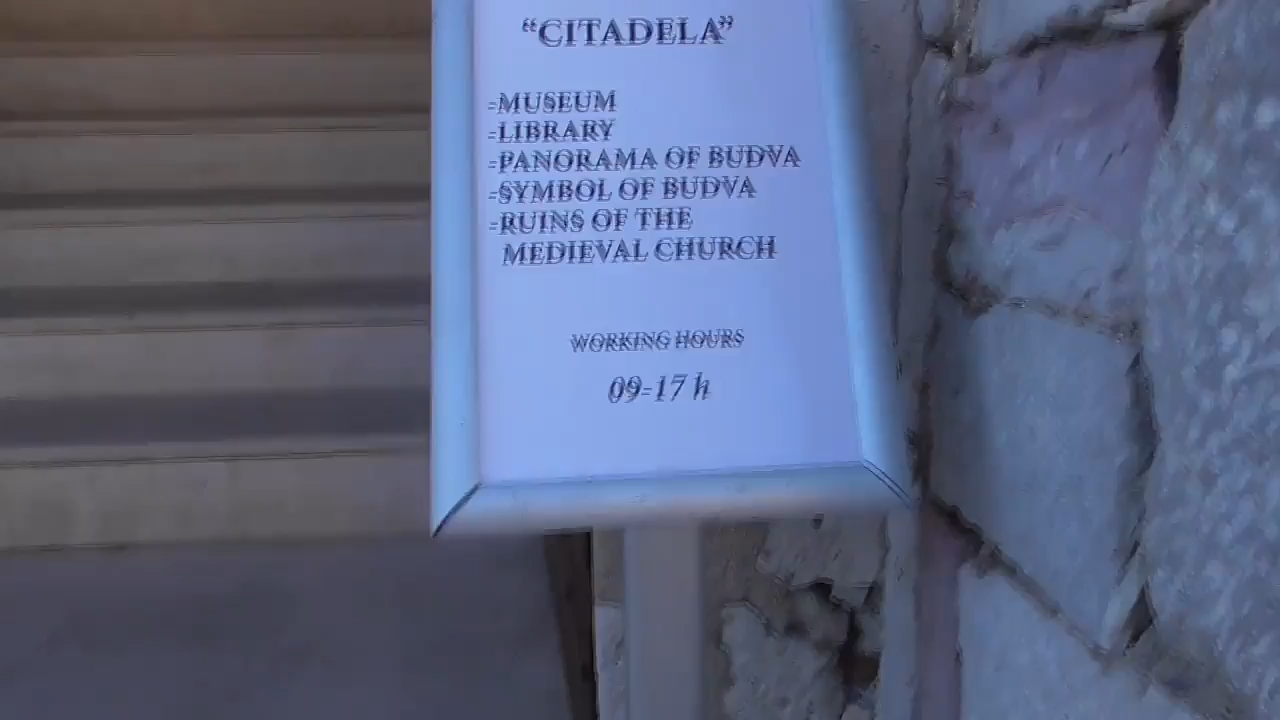 “CITADELA”
-MUSEUM
-LIBRARY
-PANORAMA OF BUDVA
-SYMBOL OF BUDVA
-RUINS OF THE
MEDIEVAL CHURCH
WORKING HOURS
09-17 h